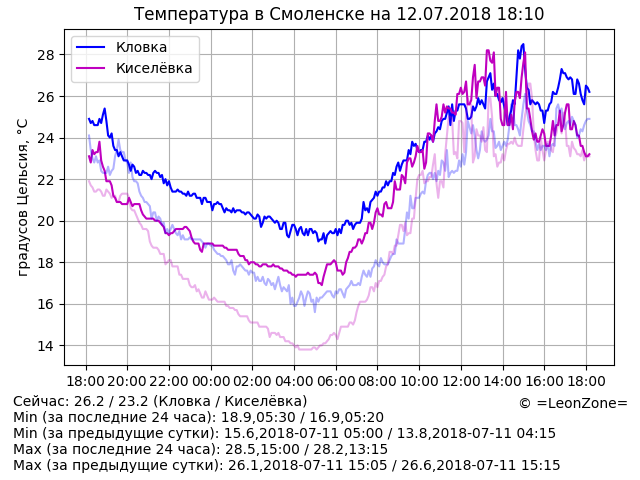 Температура в Смоленске на 12.07.2018 18:10
Кловка
Киселёвка
градусов Цельсия, °C
28
26
24
22
20
18
16
14
18:00 20:00 22:00 00:00 02:00 04:00 06:00 08:00 10:00 12:00 14:00 16:00 18:00
Сейчас: 26.2 / 23.2 (Кловка / Киселёвка)
© =LeonZone=
Min (за последние 24 часа): 18.9,05:30 / 16.9,05:20
Min (за предыдущие сутки): 15.6,2018-07-11 05:00 / 13.8,2018-07-11 04:15
Max (за последние 24 часа): 28.5,15:00 / 28.2,13:15
Max (за предыдущие сутки): 26.1,2018-07-11 15:05 / 26.6,2018-07-11 15:15